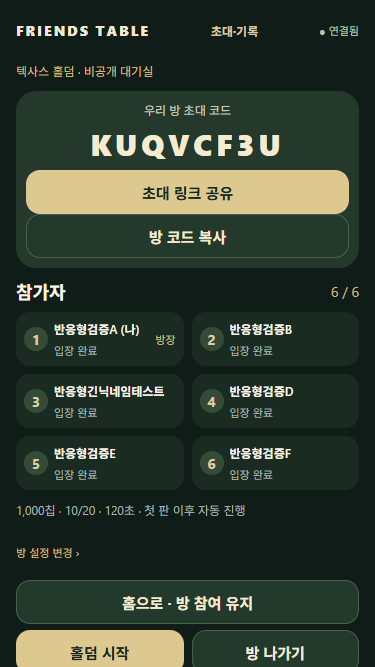 FRIENDS TABLE 초대·기록 ● 연결됨
텍사스 홀덤 · 비공개 대기실
우리 방 초대 코드
KUQVCF3U
초대 링크 공유
방 코드 복사
참가자 6 / 6
1 반응형검증A (나) 방장
입장 완료
2 반응형검증B
입장 완료
3 반응형긴닉네임테스트
입장 완료
4 반응형검증D
입장 완료
5 반응형검증E
입장 완료
6 반응형검증F
입장 완료
1,000칩 · 10/20 · 120초 · 첫 판 이후 자동 진행
방 설정 변경 ›
홈으로 · 방 참여 유지
홀덤 시작
방 나가기